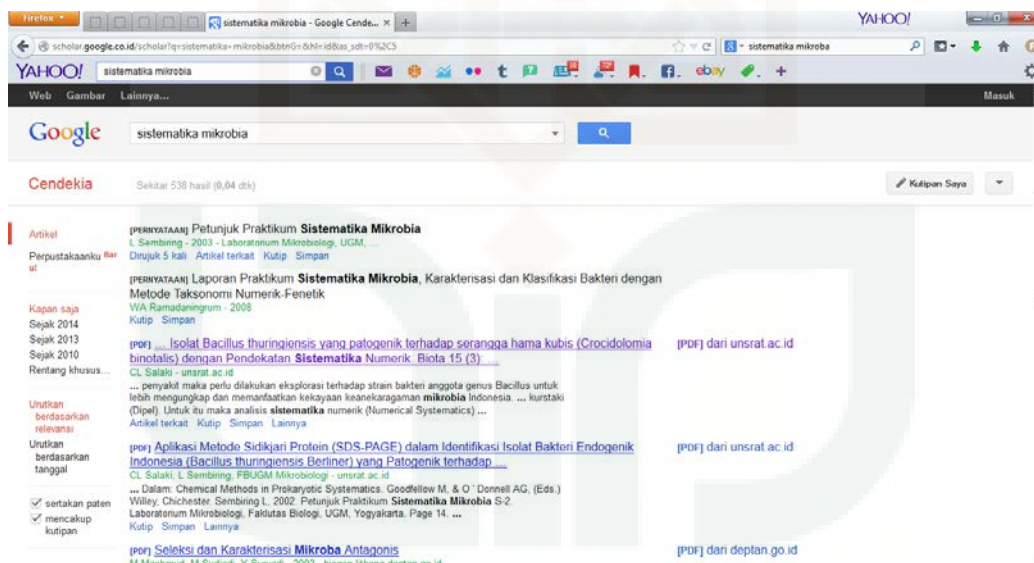 Firefox
sistematika mikrobia - Google Cende... × +
YAHOO!
scholar.google.co.id/scholar?q=sistematika+mikrobia&btnG=&hl=id&as_sdt=0%2C5
sistematika mikroba
YAHOO! sistematika mikrobia
ebay
Web Gambar Lainnya... Masuk
Google sistematika mikrobia
Cendekia Sekitar 538 hasil (0,04 dtk) Kutipan Saya
Artikel
Perpustakaanku Baru!
Kapan saja
Sejak 2014
Sejak 2013
Sejak 2010
Rentang khusus...
Urutkan
berdasarkan
relevansi
Urutkan
berdasarkan
tanggal
sertakan paten
mencakup
kutipan
[PERNYATAAN] Petunjuk Praktikum Sistematika Mikrobia
L Sembiring - 2003 - Laboratorium Mikrobiologi, UGM, ...
Dirujuk 5 kali Artikel terkait Kutip Simpan
[PERNYATAAN] Laporan Praktikum Sistematika Mikrobia, Karakterisasi dan Klasifikasi Bakteri dengan
Metode Taksonomi Numerik-Fenetik
WA Ramadaningrum - 2008
Kutip Simpan
[PDF] ... Isolat Bacillus thuringiensis yang patogenik terhadap serangga hama kubis (Crocidolomia
binotalis) dengan Pendekatan Sistematika Numerik. Biota 15 (3): ...
CL Salaki - unsrat.ac.id
... penyakit maka perlu dilakukan eksplorasi terhadap strain bakteri anggota genus Bacillus untuk
lebih mengungkap dan memanfaatkan kekayaan keanekaragaman mikrobia Indonesia. ... kurstaki
(Dipel). Untuk itu maka analisis sistematika numerik (Numerical Systematics) ...
Artikel terkait Kutip Simpan Lainnya
[PDF] dari unsrat.ac.id
[PDF] Aplikasi Metode Sidikjari Protein (SDS-PAGE) dalam Identifikasi Isolat Bakteri Endogenik
Indonesia (Bacillus thuringiensis Berliner) yang Patogenik terhadap ...
CL Salaki, L Sembiring, FBUGM Mikrobiologi - unsrat.ac.id
... Dalam: Chemical Methods in Prokaryotic Systematics. Goodfellow M, & O ' Donnell AG, (Eds.)
Willey, Chichester. Sembiring L, 2002. Petunjuk Praktikum Sistematika Mikrobia S-2.
Laboratorium Mikrobiologi, Faklutas Biologi, UGM, Yogyakarta. Page 14. ...
Kutip Simpan Lainnya
[PDF] dari unsrat.ac.id
[PDF] Seleksi dan Karakterisasi Mikroba Antagonis
[PDF] dari deptan.go.id